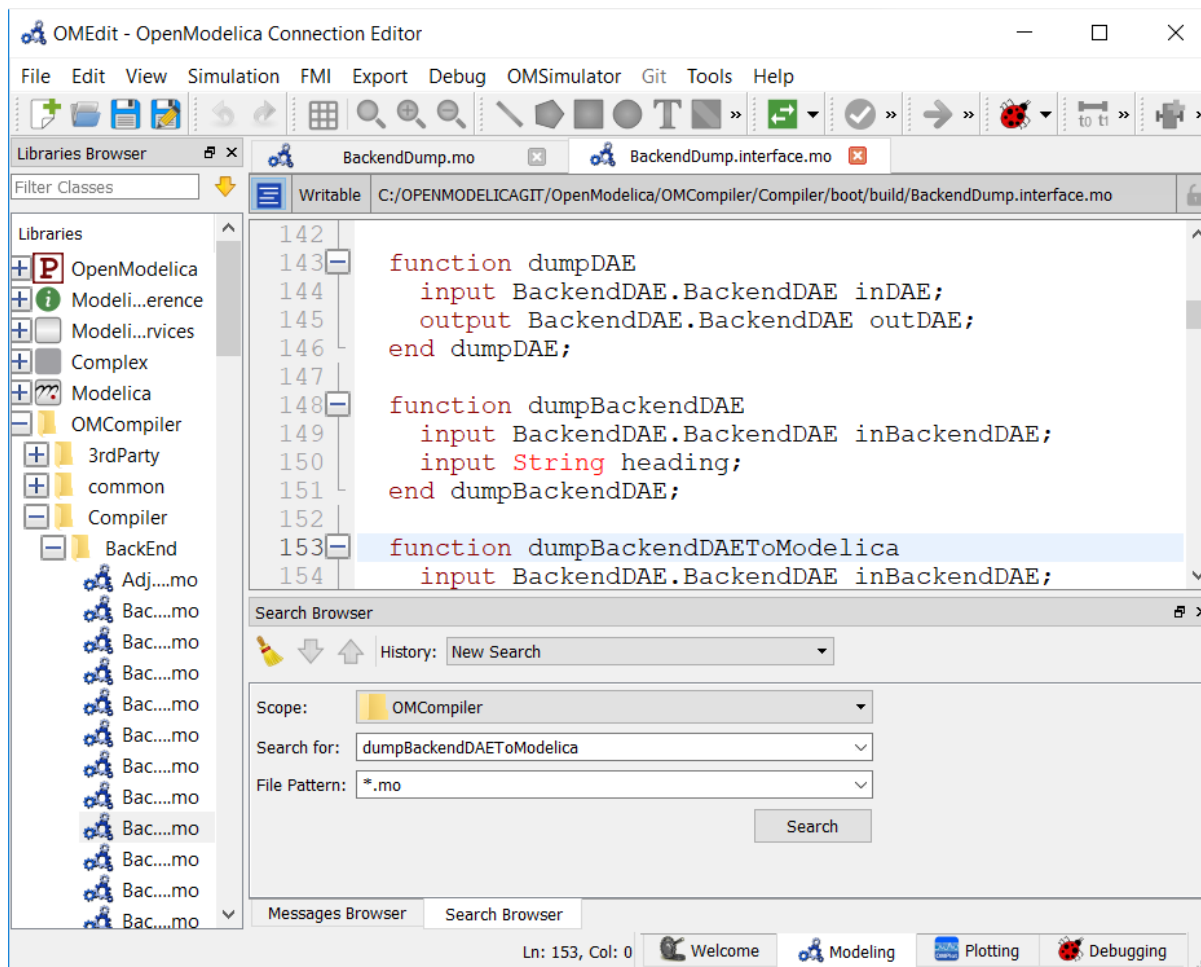 OMEdit - OpenModelica Connection Editor
File Edit View Simulation FMI Export Debug OMSimulator Git Tools Help
T » » » to t1 » »
Libraries Browser
BackendDump.mo BackendDump.interface.mo
Filter Classes
Writable C:/OPENMODELICAGIT/OpenModelica/OMCompiler/Compiler/boot/build/BackendDump.interface.mo
Libraries
P OpenModelica
i Modeli...erence
Modeli...rvices
Complex
m Modelica
OMCompiler
3rdParty
common
Compiler
BackEnd
Adj....mo
Bac....mo
Bac....mo
Bac....mo
Bac....mo
Bac....mo
Bac....mo
Bac....mo
Bac....mo
Bac....mo
Bac....mo
Bac....mo
142
143 function dumpDAE
144 input BackendDAE.BackendDAE inDAE;
145 output BackendDAE.BackendDAE outDAE;
146 end dumpDAE;
147
148 function dumpBackendDAE
149 input BackendDAE.BackendDAE inBackendDAE;
150 input String heading;
151 end dumpBackendDAE;
152
153 function dumpBackendDAEToModelica
154 input BackendDAE.BackendDAE inBackendDAE;
Search Browser
History: New Search
Scope: OMCompiler
Search for: dumpBackendDAEToModelica
File Pattern: *.mo
Search
Messages Browser Search Browser
Ln: 153, Col: 0 Welcome Modeling Plotting Debugging